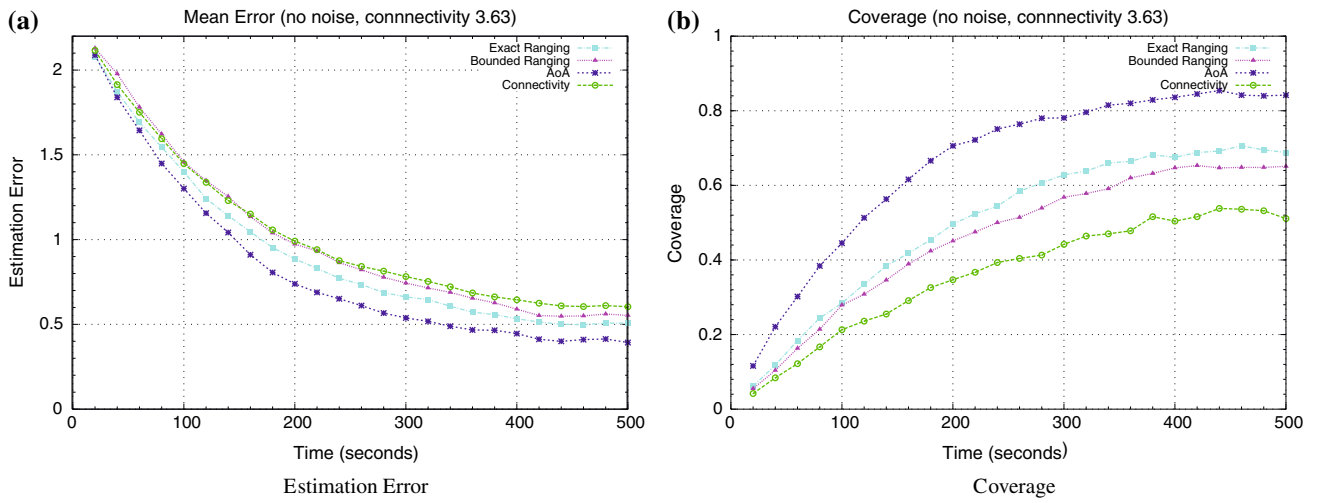 (a)
Mean Error (no noise, connnectivity 3.63)
Exact Ranging
Bounded Ranging
AoA
Connectivity
2
1.5
1
0.5
0
Estimation Error
0 100 200 300 400 500
Time (seconds)
Estimation Error
(b)
Coverage (no noise, connnectivity 3.63)
Exact Ranging
Bounded Ranging
AoA
Connectivity
1
0.8
0.6
0.4
0.2
0
Coverage
0 100 200 300 400 500
Time (seconds)
Coverage